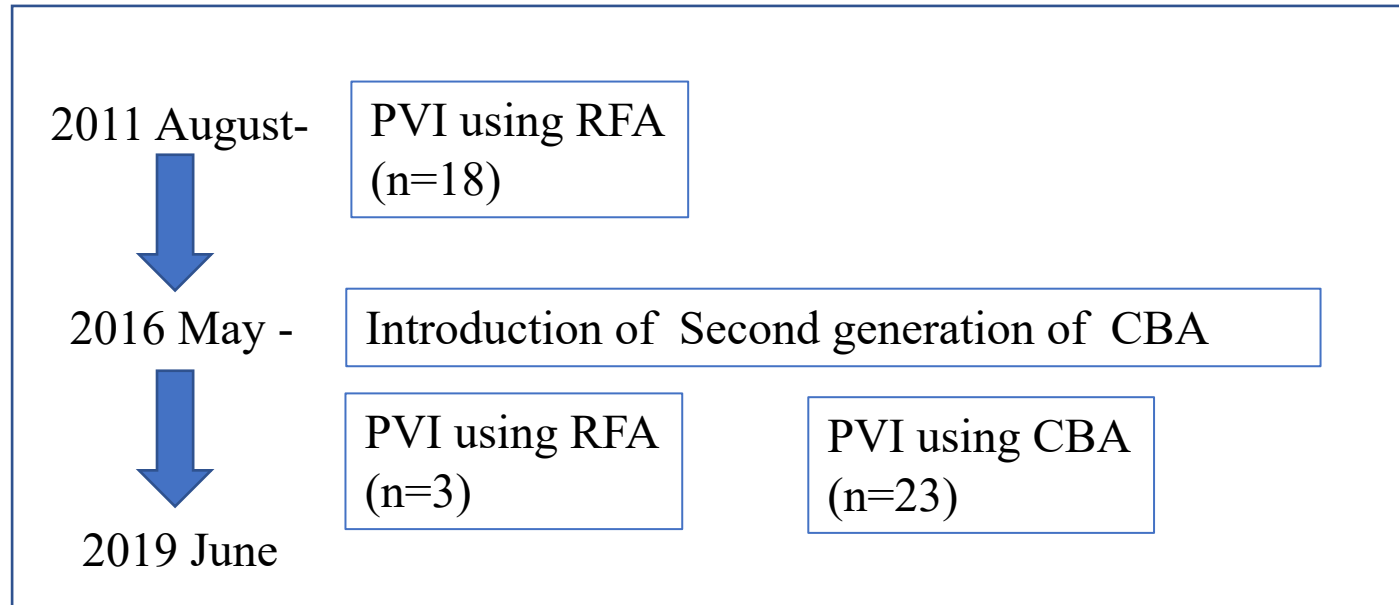 2011 August-
PVI using RFA
(n=18)
2016 May -
Introduction of  Second generation of  CBA
PVI using RFA
(n=3)
PVI using CBA
(n=23)
2019 June